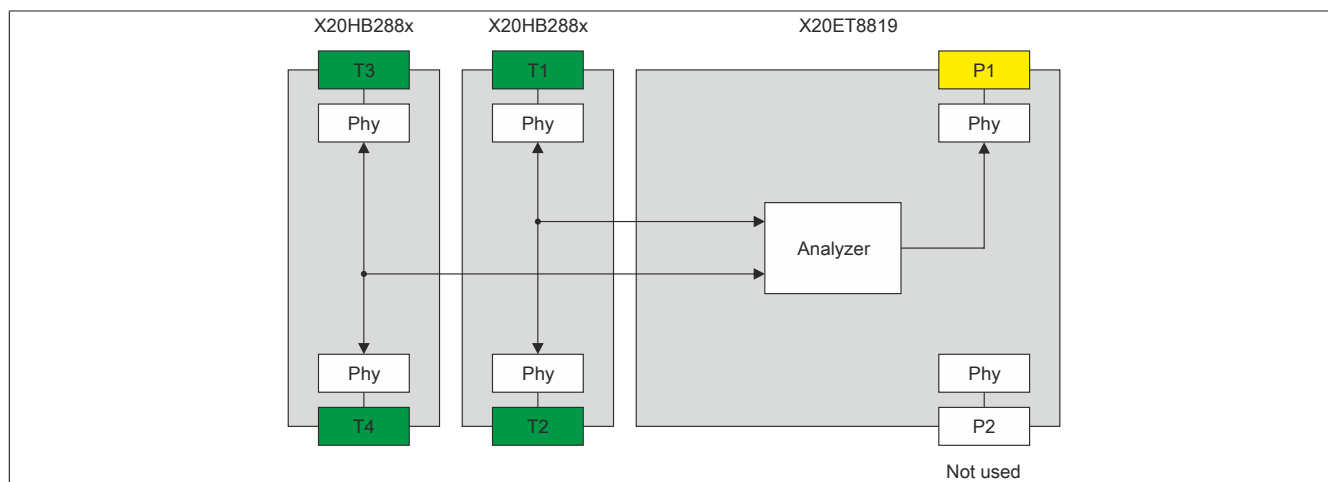 X20HB288x
X20HB288x
X20ET8819
T3
T1
P1
Phy
Phy
Phy
Analyzer
Phy
Phy
Phy
T4
T2
P2
Not used